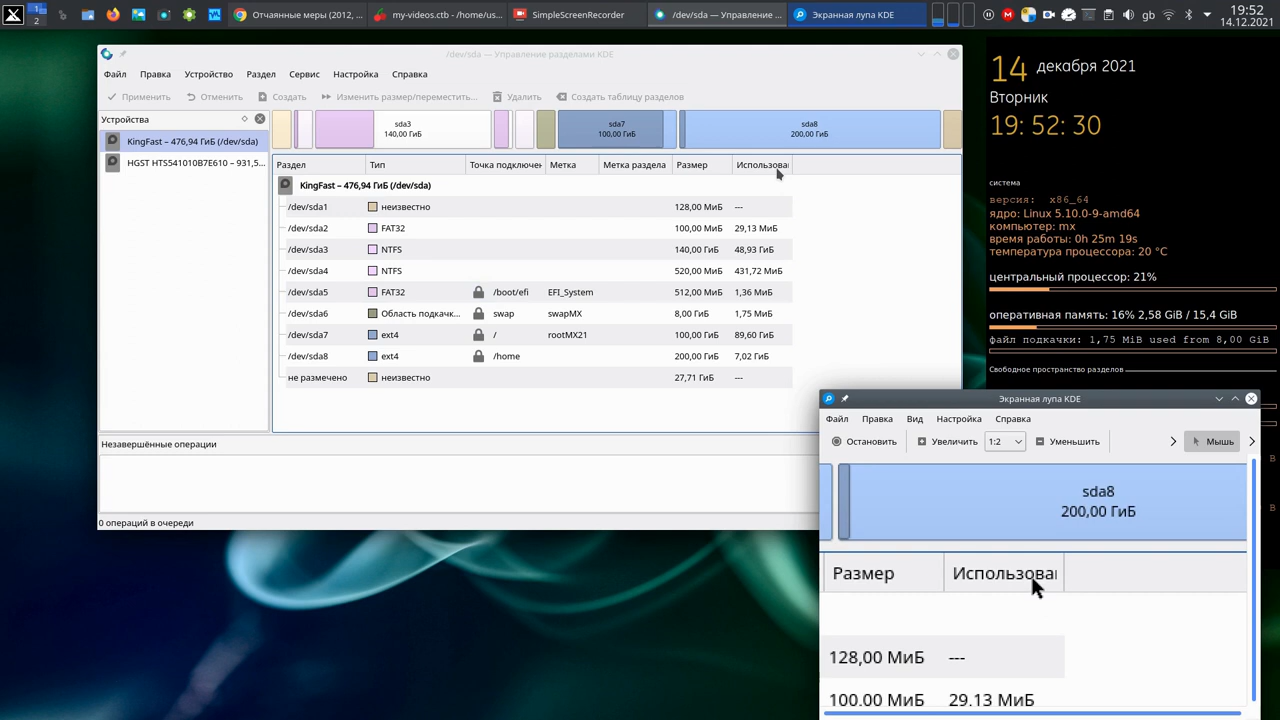 1
Отчаянные меры (2012, ...
my-videos.ctb - /home/us...
SimpleScreenRecorder
/dev/sda — Управление ...
Экранная лупа KDE
gb
19:52
14.12.2021
/dev/sda — Управление разделами KDE
Файл Правка Устройство Раздел Сервис Настройка Справка
Применить Отменить Создать Изменить размер/переместить... Удалить Создать таблицу разделов
Устройства
KingFast – 476,94 ГиБ (/dev/sda)
HGST HTS541010B7E610 – 931,5...
sda3
140,00 ГиБ
sda7
100,00 ГиБ
sda8
200,00 ГиБ
Раздел Тип Точка подключен Метка Метка раздела Размер Использова
KingFast – 476,94 ГиБ (/dev/sda)
/dev/sda1 неизвестно 128,00 МиБ ---
/dev/sda2 FAT32 100,00 МиБ 29,13 МиБ
/dev/sda3 NTFS 140,00 ГиБ 48,93 ГиБ
/dev/sda4 NTFS 520,00 МиБ 431,72 МиБ
/dev/sda5 FAT32 /boot/efi EFI_System 512,00 МиБ 1,36 МиБ
/dev/sda6 Область подкачк... swap swapMX 8,00 ГиБ 1,75 МиБ
/dev/sda7 ext4 / rootMX21 100,00 ГиБ 89,60 ГиБ
/dev/sda8 ext4 /home 200,00 ГиБ 7,02 ГиБ
не размечено неизвестно 27,71 ГиБ ---
Незавершённые операции
0 операций в очереди
14 декабря 2021
Вторник
19: 52: 30
система
версия: x86_64
ядро: Linux 5.10.0-9-amd64
компьютер: mx
время работы: 0h 25m 19s
температура процессора: 20 °C
центральный процессор: 21%
оперативная память: 16% 2,58 GiB / 15,4 GiB
файл подкачки: 1,75 MiB used from 8,00 GiB
Свободное пространство разделов
В
В
Экранная лупа KDE
Файл Правка Вид Настройка Справка
Остановить Увеличить 1:2 Уменьшить Мышь
sda8
200,00 ГиБ
Размер Использова
128,00 МиБ ---
100,00 МиБ 29,13 МиБ